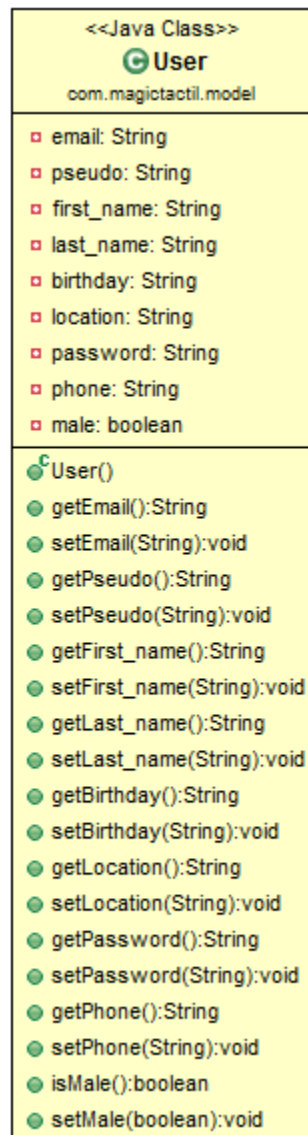 <<Java Class>>
User
com.magictactil.model
email: String
pseudo: String
first_name: String
last_name: String
birthday: String
location: String
password: String
phone: String
male: boolean
User()
getEmail():String
setEmail(String):void
getPseudo():String
setPseudo(String):void
getFirst_name():String
setFirst_name(String):void
getLast_name():String
setLast_name(String):void
getBirthday():String
setBirthday(String):void
getLocation():String
setLocation(String):void
getPassword():String
setPassword(String):void
getPhone():String
setPhone(String):void
isMale():boolean
setMale(boolean):void